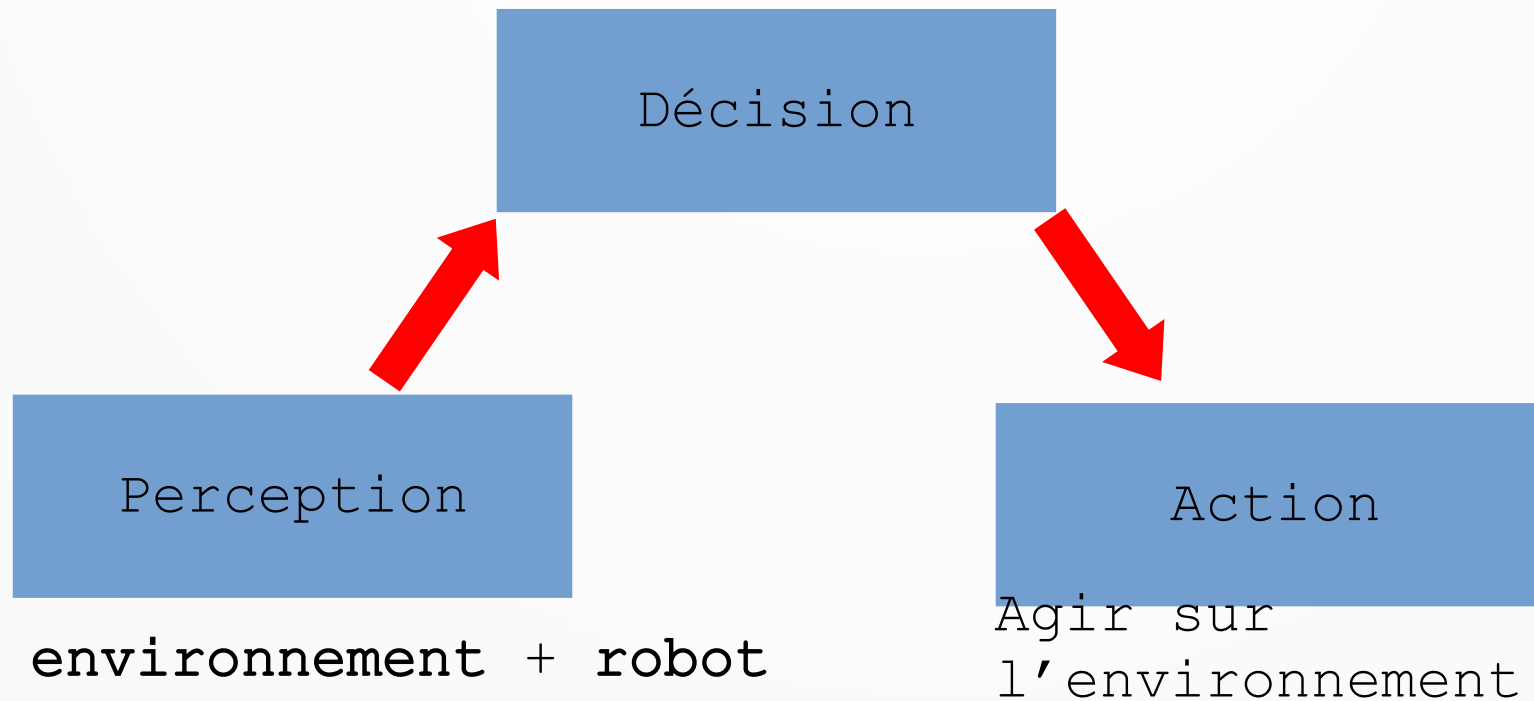 Décision
Perception
Action
environnement + robot
Agir sur
l’environnement